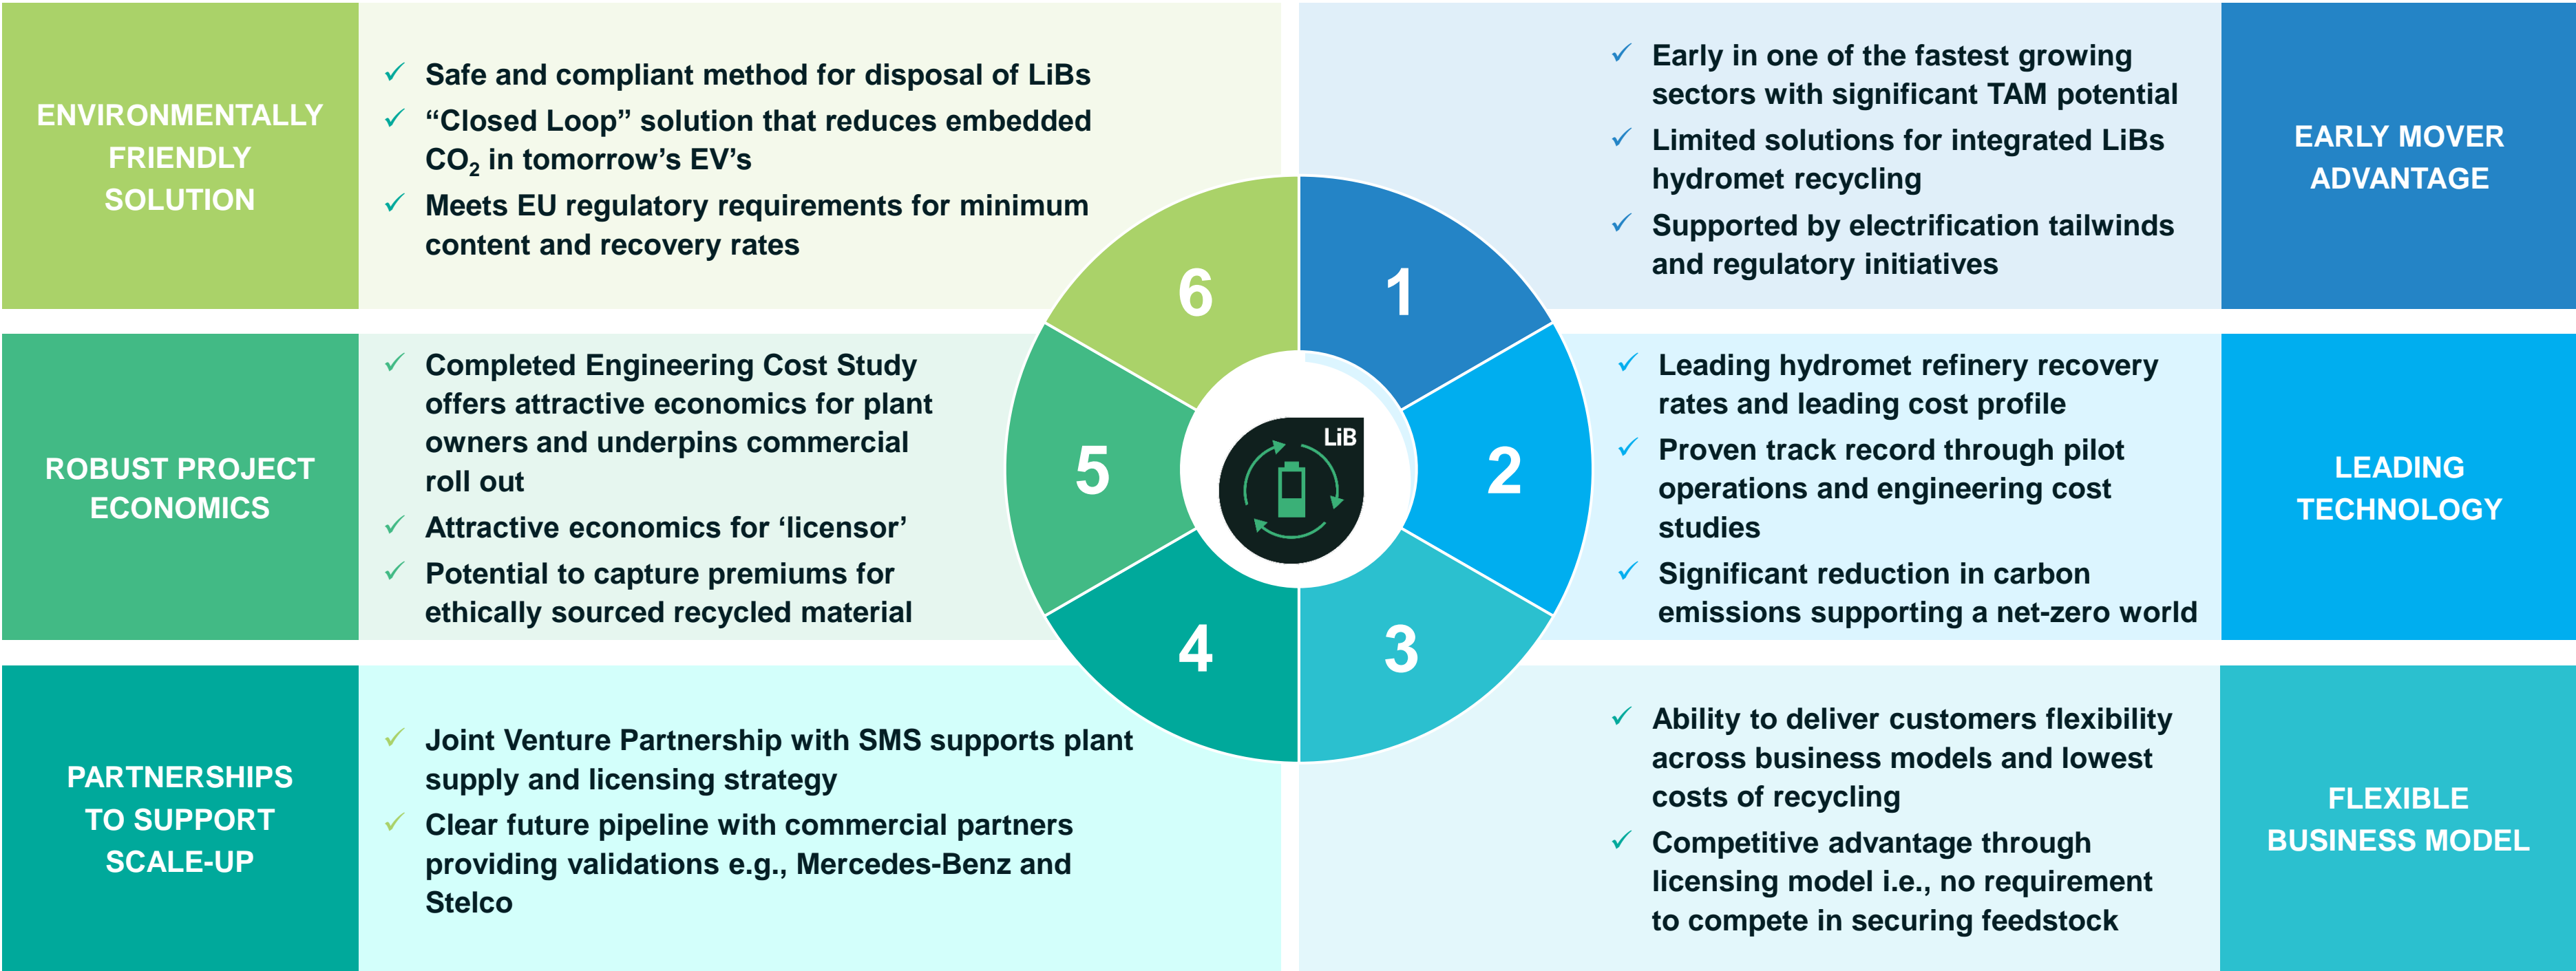 ENVIRONMENTALLY
FRIENDLY
SOLUTION
Safe and compliant method for disposal of LiBs
“Closed Loop” solution that reduces embedded
CO2 in tomorrow’s EV’s
Meets EU regulatory requirements for minimum
content and recovery rates
Early in one of the fastest growing
sectors with significant TAM potential
Limited solutions for integrated LiBs
hydromet recycling
Supported by electrification tailwinds
and regulatory initiatives
EARLY MOVER
ADVANTAGE
6
1
ROBUST PROJECT
ECONOMICS
Completed Engineering Cost Study
offers attractive economics for plant
owners and underpins commercial
roll out
Attractive economics for ‘licensor’
Potential to capture premiums for
ethically sourced recycled material
5
LiB
2
Leading hydromet refinery recovery
rates and leading cost profile
Proven track record through pilot
operations and engineering cost
studies
Significant reduction in carbon
emissions supporting a net-zero world
LEADING
TECHNOLOGY
4
3
PARTNERSHIPS
TO SUPPORT
SCALE-UP
Joint Venture Partnership with SMS supports plant
supply and licensing strategy
Clear future pipeline with commercial partners
providing validations e.g., Mercedes-Benz and
Stelco
Ability to deliver customers flexibility
across business models and lowest
costs of recycling
Competitive advantage through
licensing model i.e., no requirement
to compete in securing feedstock
FLEXIBLE
BUSINESS MODEL